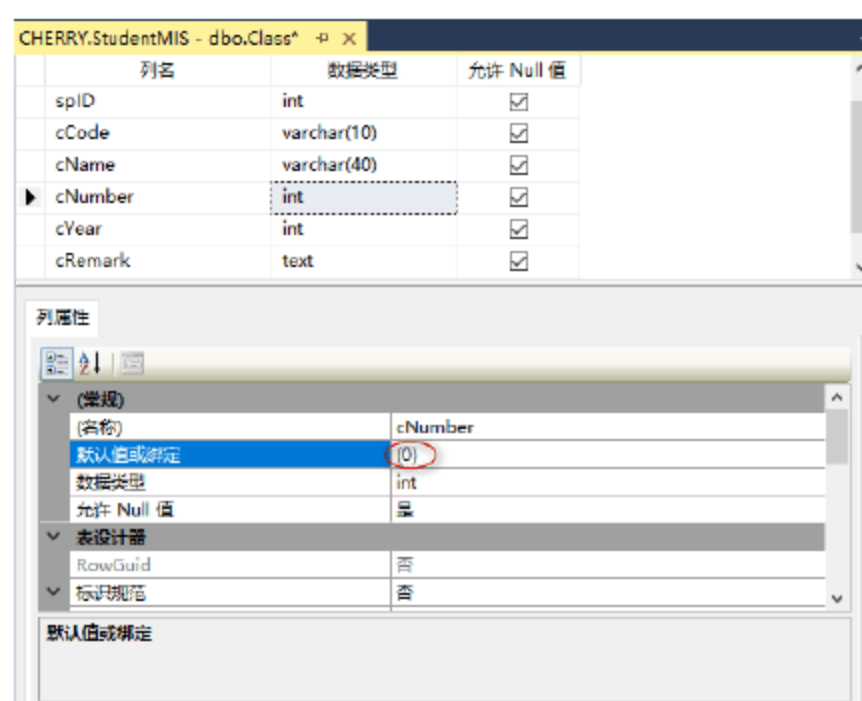 CHERRY.StudentMIS - dbo.Class*
列名 数据类型 允许 Null 值
spID int
cCode varchar(10)
cName varchar(40)
cNumber int
cYear int
cRemark text
列属性
(常规)
(名称) cNumber
默认值或绑定 (0)
数据类型 int
允许 Null 值 是
表设计器
RowGuid 否
标识规范 否
默认值或绑定